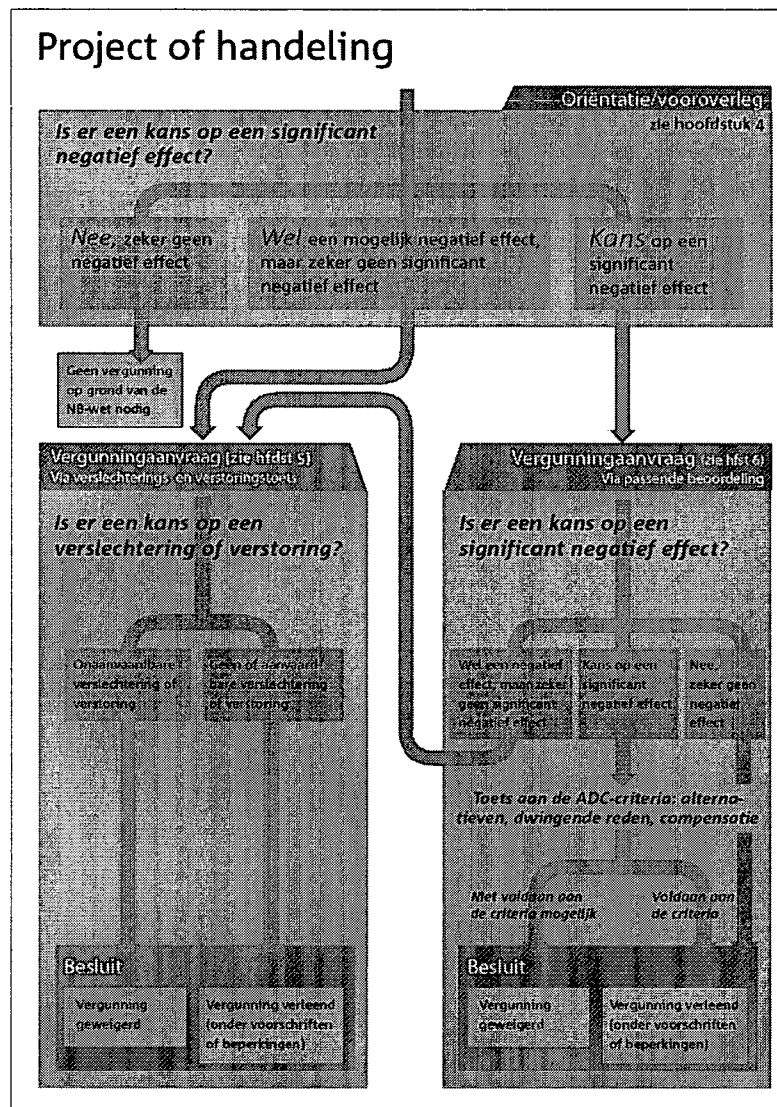 Project of handeling
Oriëntatie/vooroverleg
zie hoofdstuk 4
Is er een kans op een significant
negatief effect?
Nee, zeker geen
negatief effect
Wel een mogelijk negatief effect,
maar zeker geen significant
negatief effect
Kans op een
significant
negatief effect
Geen vergunning
op grond van de
NB-wet nodig
Vergunningaanvraag (zie hfdst 5)
Via verslechterings- en verstoringstoets
Is er een kans op een
verslechtering of verstoring?
Onaanvaardbare
verslechtering of
verstoring
Geen of aanvaard
bare verslechtering
of verstoring
Besluit
Vergunning
geweigerd
Vergunning verleend
(onder voorschriften
of beperkingen)
Vergunningaanvraag (zie hfst 6)
Via passende beoordeling
Is er een kans op een
significant negatief effect?
Wel een negatief
effect, maar zeker
geen significant
negatief effect
Kans op een
significant
negatief effect
Nee,
zeker geen
negatief
effect
Toets aan de ADC-criteria: alterna-
tieven, dwingende reden, compensatie
Niet voldaan aan
de criteria mogelijk
Voldaan aan
de criteria
Besluit
Vergunning
geweigerd
Vergunning verleend
(onder voorschriften
of beperkingen)